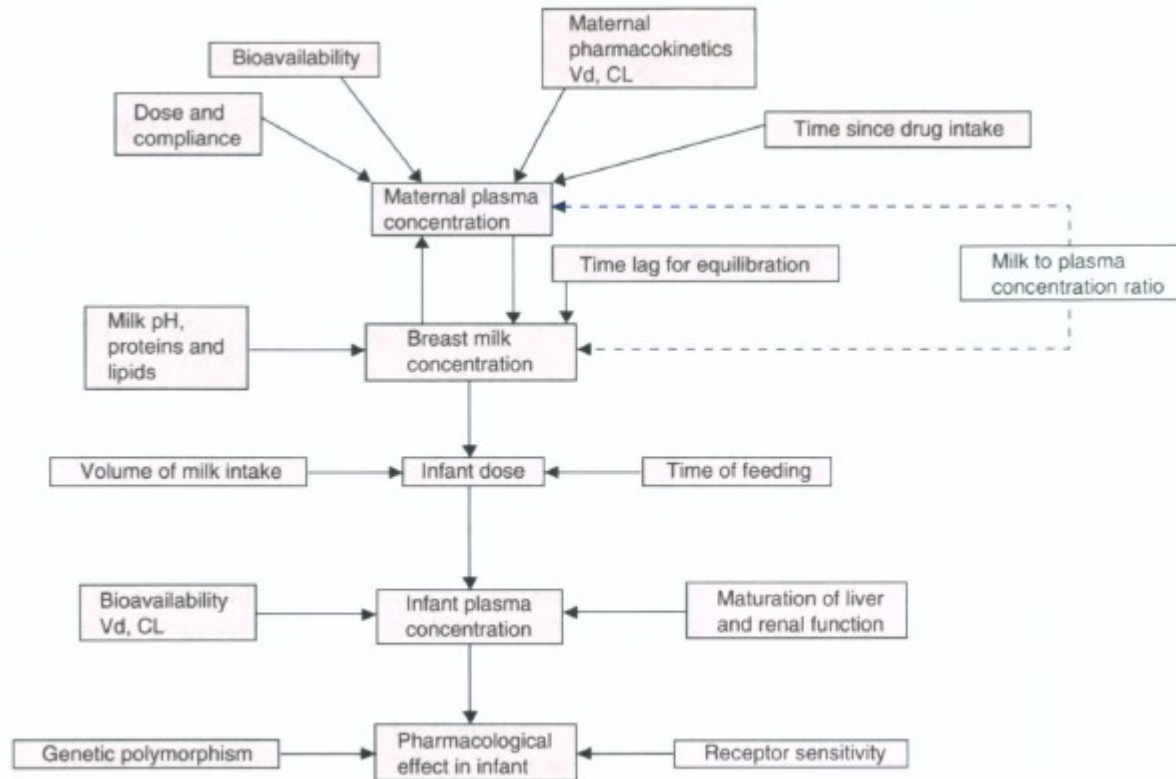 Bioavailability
Maternal
pharmacokinetics
Vd, CL
Dose and
compliance
Time since drug intake
Maternal plasma
concentration
Time lag for equilibration
Milk to plasma
concentration ratio
Milk pH,
proteins and
lipids
Breast milk
concentration
Volume of milk intake
Infant dose
Time of feeding
Bioavailability
Vd, CL
Infant plasma
concentration
Maturation of liver
and renal function
Genetic polymorphism
Pharmacological
effect in infant
Receptor sensitivity